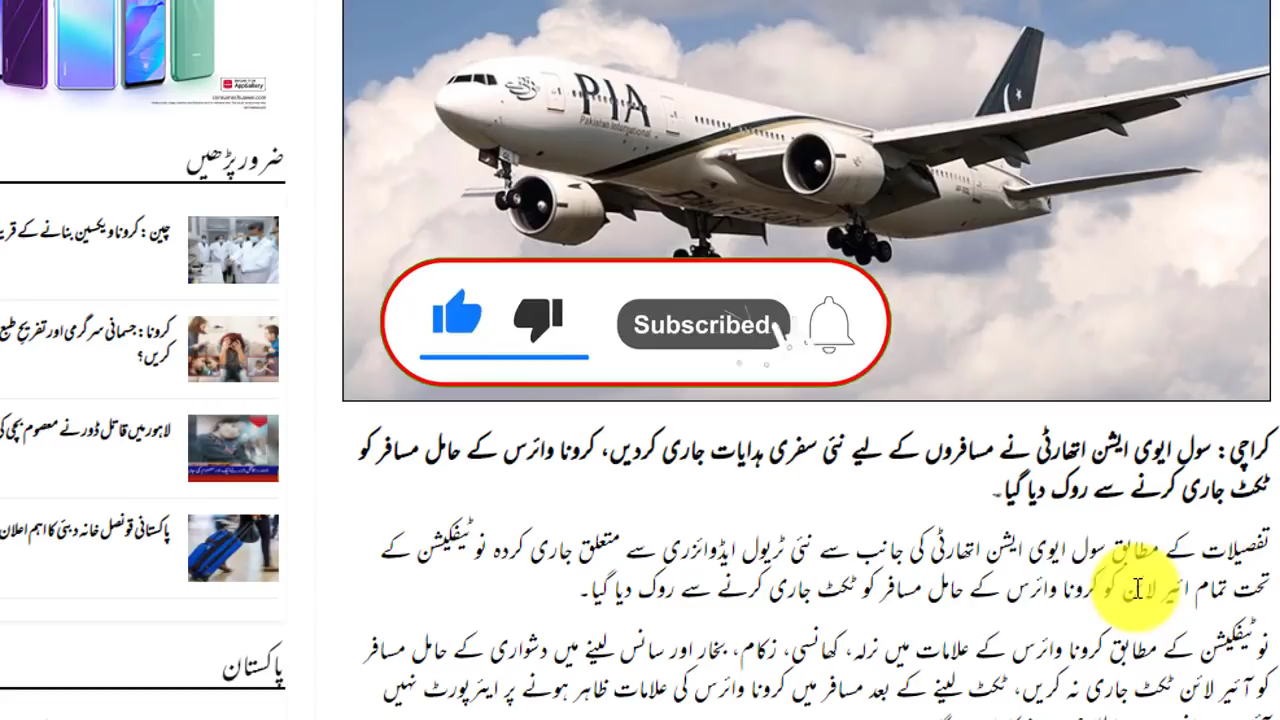 AppGallery
ضرور پڑھیں
چین : کرونا ویکسین بنانے کے قریب
کرونا : جسمانی سرگرمی اور تفریح طبع
کریں؟
لاہور میں قاتل ڈور نے معصوم بچی کی
پاکستانی قونصل خانہ دبئی کا اہم اعلان
پاکستان
PIA
Pakistan International
Subscribed
کراچی : سول ایوی ایشن اتھارٹی نے مسافروں کے لیے نئی سفری ہدایات جاری کردیں، کرونا وائرس کے حامل مسافر کو
ٹکٹ جاری کرنے سے روک دیا گیا۔
تفصیلات کے مطابق سول ایوی ایشن اتھارٹی کی جانب سے نئی ٹریول ایڈوائزری سے متعلق جاری کردہ نوٹیفکیشن کے
تحت تمام ائیر لائن کو کرونا وائرس کے حامل مسافر کو ٹکٹ جاری کرنے سے روک دیا گیا۔
نوٹیفکیشن کے مطابق کرونا وائرس کے علامات میں نزلہ، کھانسی، زکام، بخار اور سانس لینے میں دشواری کے حامل مسافر
کو آئیر لائن ٹکٹ جاری نہ کریں، ٹکٹ لینے کے بعد مسافر میں کرونا وائرس کی علامات ظاہر ہونے پر ایئرپورٹ نہیں